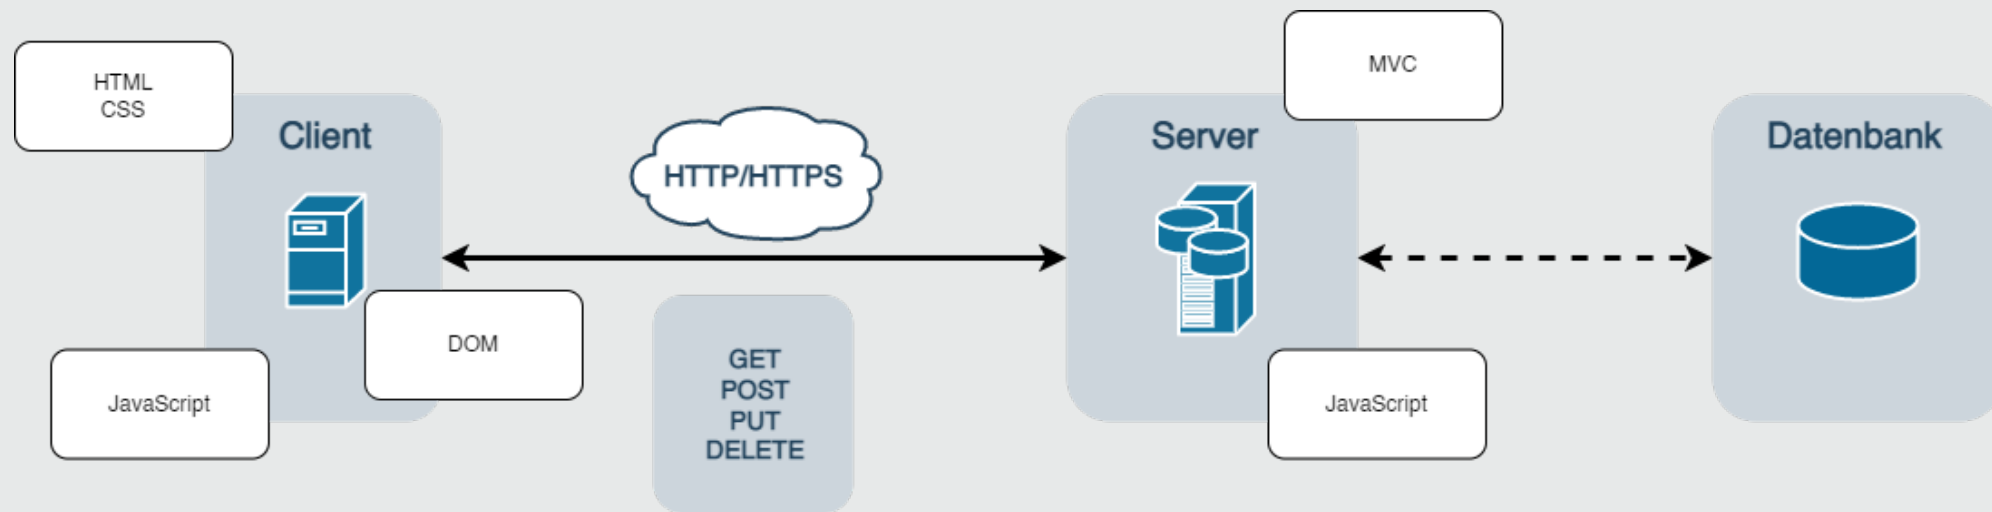 HTML
CSS
Client
JavaScript
DOM
HTTP/HTTPS
GET
POST
PUT
DELETE
MVC
Server
JavaScript
Datenbank